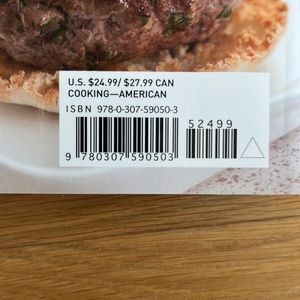 U.S. $24.99/ $27.99 CAN
COOKING—AMERICAN
ISBN 978-0-307-59050-3
52499
9 780307 590503